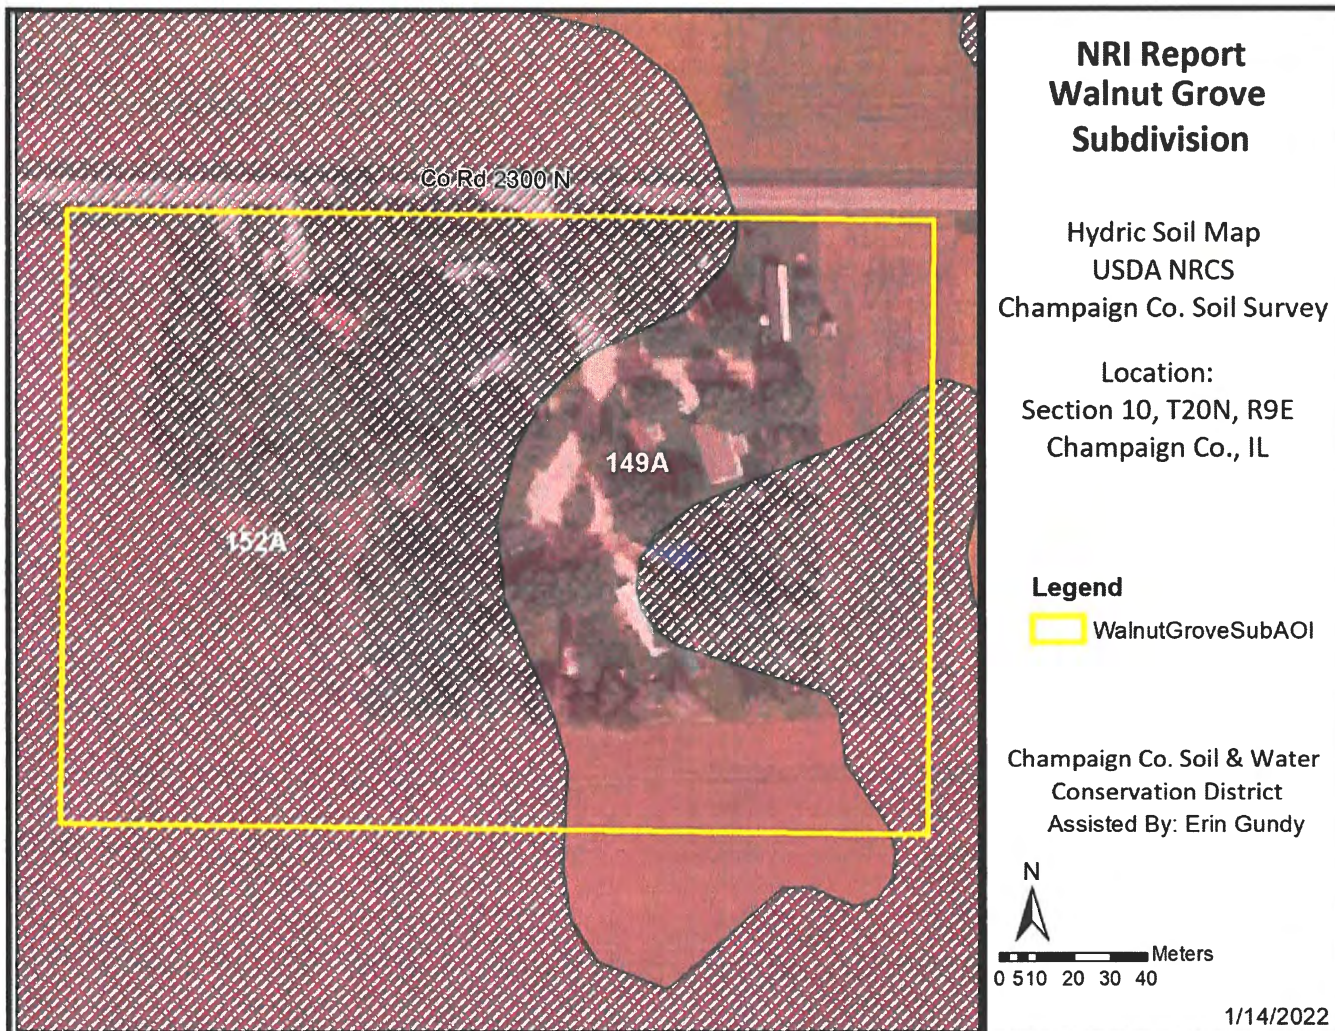 Co Rd 2300 N
149A
152A
NRI Report
Walnut Grove
Subdivision
Hydric Soil Map
USDA NRCS
Champaign Co. Soil Survey
Location:
Section 10, T20N, R9E
Champaign Co., IL
Legend
WalnutGroveSubAOI
Champaign Co. Soil & Water
Conservation District
Assisted By: Erin Gundy
N
Meters
0 5 10 20 30 40
1/14/2022